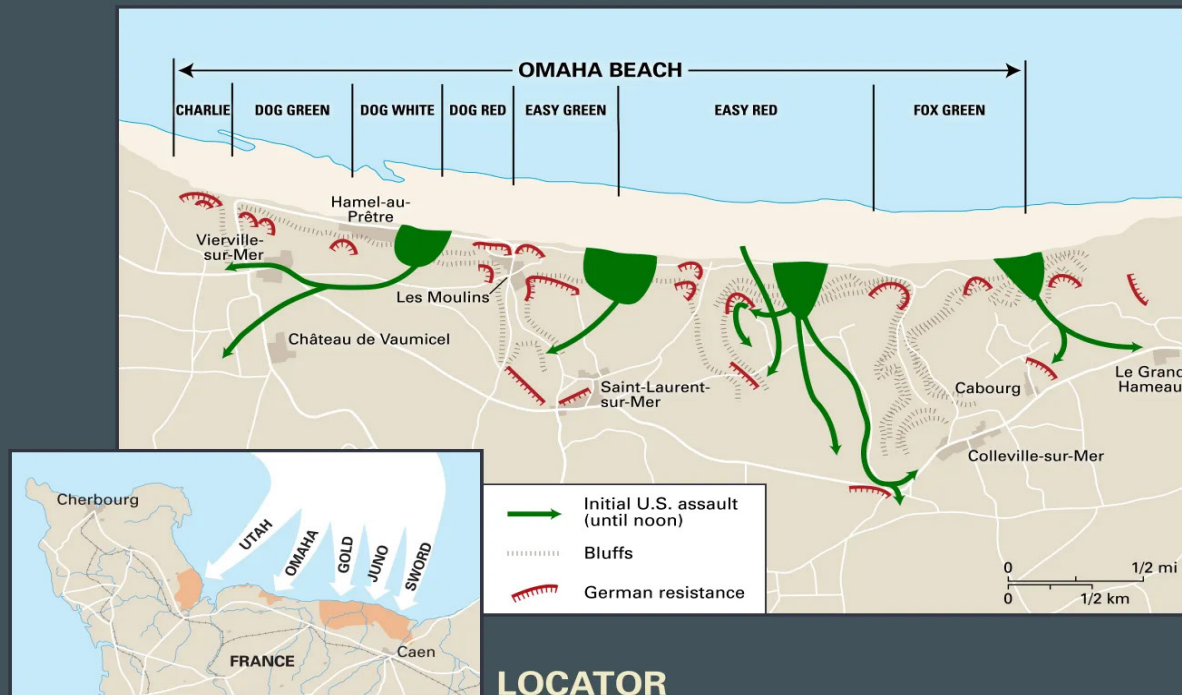 OMAHA BEACH
CHARLIE
DOG GREEN
DOG WHITE
DOG RED
EASY GREEN
EASY RED
FOX GREEN
Hamel-au-
Prêtre
Vierville-
sur-Mer
Les Moulins
Château de Vaumicel
Saint-Laurent-
sur-Mer
Cabourg
Le Grand
Hameau
Colleville-sur-Mer
Cherbourg
UTAH
OMAHA
GOLD
JUNO
SWORD
Caen
FRANCE
Initial U.S. assault
(until noon)
Bluffs
German resistance
0 1/2 mi
0 1/2 km
LOCATOR